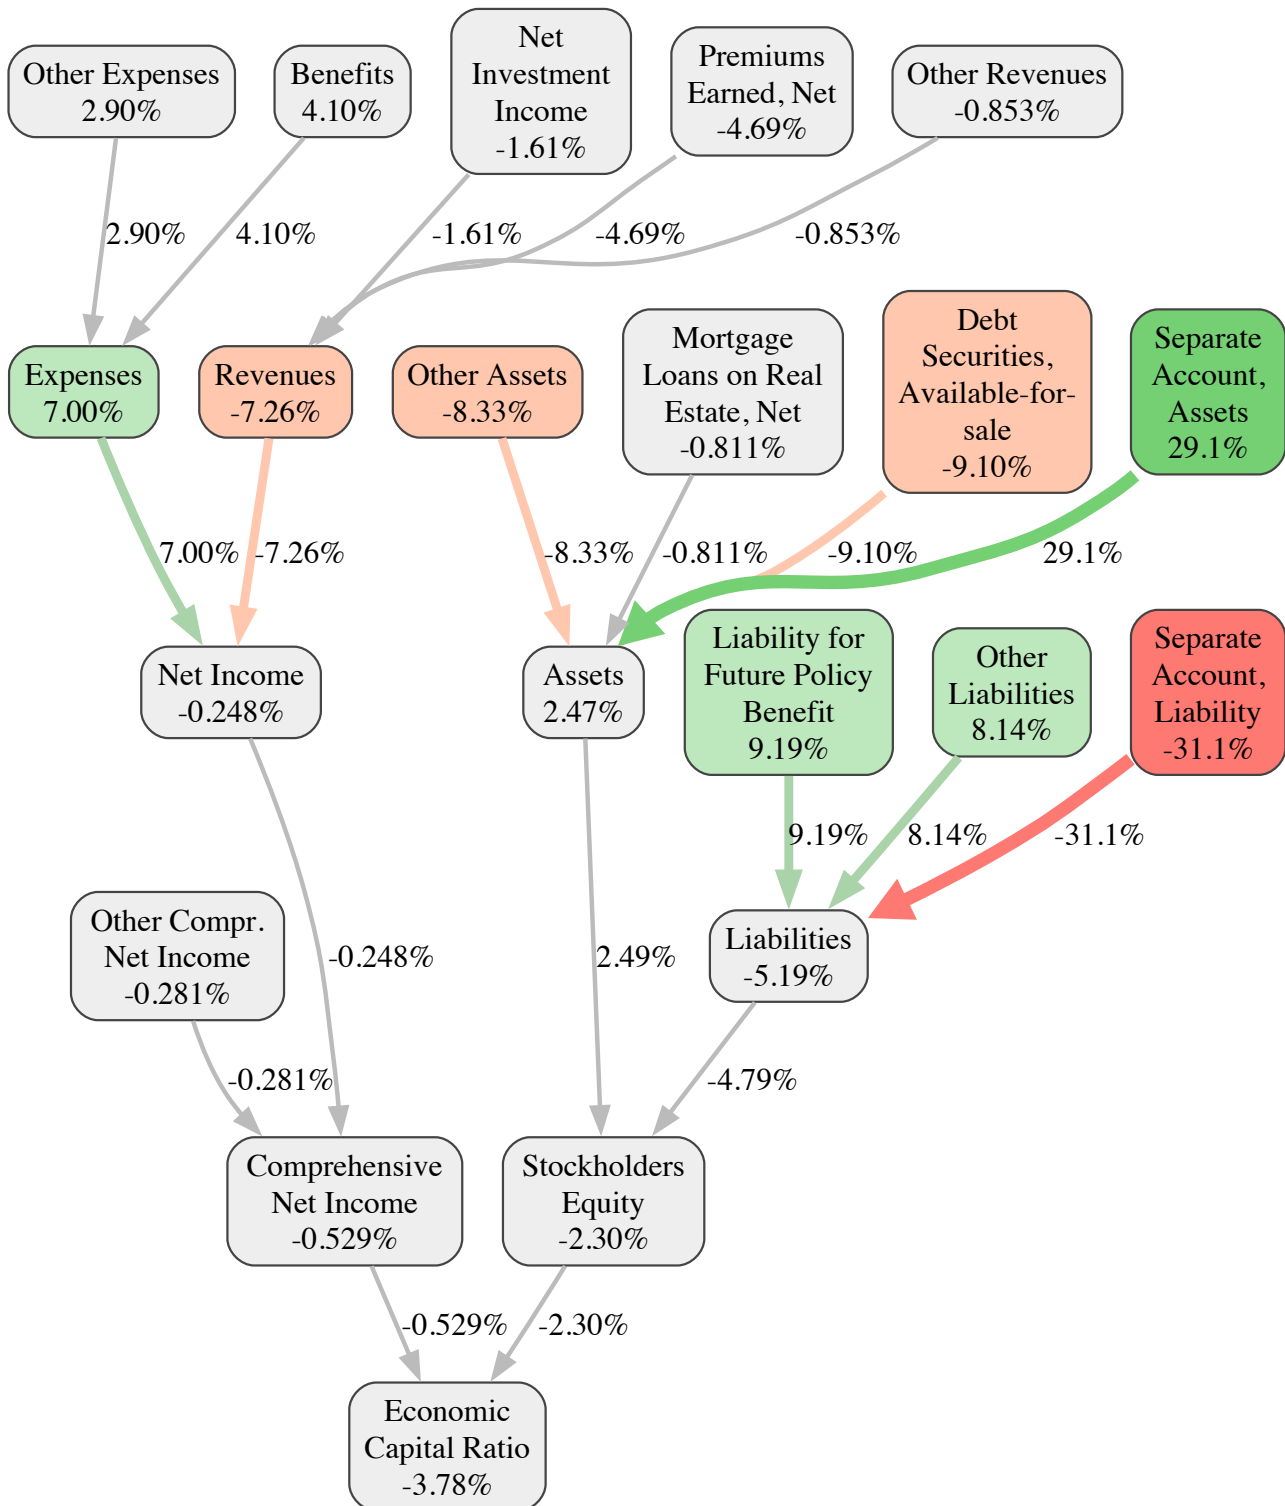 Other Expenses
2.90%
Benefits
4.10%
Net
Investment
Income
-1.61%
Premiums
Earned, Net
-4.69%
Other Revenues
-0.853%
2.90%
4.10%
-1.61%
-4.69%
-0.853%
Expenses
7.00%
Revenues
-7.26%
Other Assets
-8.33%
Mortgage
Loans on Real
Estate, Net
-0.811%
Debt
Securities,
Available-for-
sale
-9.10%
Separate
Account,
Assets
29.1%
7.00%
-7.26%
-8.33%
-0.811%
-9.10%
29.1%
Net Income
-0.248%
Assets
2.47%
Liability for
Future Policy
Benefit
9.19%
Other
Liabilities
8.14%
Separate
Account,
Liability
-31.1%
9.19%
8.14%
-31.1%
Other Compr.
Net Income
-0.281%
-0.248%
2.49%
Liabilities
-5.19%
-0.281%
-4.79%
Comprehensive
Net Income
-0.529%
Stockholders
Equity
-2.30%
-0.529%
-2.30%
Economic
Capital Ratio
-3.78%